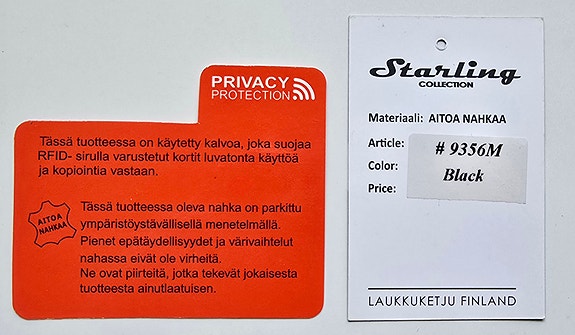 PRIVACY
PROTECTION
Tässä tuotteessa on käytetty kalvoa, joka suojaa
RFID- sirulla varustetut kortit luvatonta käyttöä
ja kopiointia vastaan.
AITOA
NAHKAA
Tässä tuotteessa oleva nahka on parkittu
ympäristöystävällisellä menetelmällä.
Pienet epätäydellisyydet ja värivaihtelut
nahassa eivät ole virheitä.
Ne ovat piirteitä, jotka tekevät jokaisesta
tuotteesta ainutlaatuisen.
Starling
COLLECTION
Materiaali: AITOA NAHKAA
Article: # 9356M
Color: Black
Price:
LAUKKUKETJU FINLAND